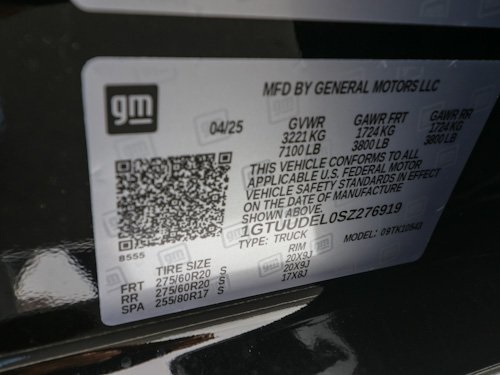 gm
MFD BY GENERAL MOTORS LLC
04/25 GVWR GAWR FRT GAWR RR
3221 KG 1724 KG 1724 KG
7100 LB 3800 LB 3800 LB
THIS VEHICLE CONFORMS TO ALL
APPLICABLE U.S. FEDERAL MOTOR
VEHICLE SAFETY STANDARDS IN EFFECT
ON THE DATE OF MANUFACTURE
SHOWN ABOVE.
1GTUUDEL0SZ276919
8555 TYPE: TRUCK MODEL: 09TK10543
TIRE SIZE RIM
FRT 275/60R20 S 20X9J
RR 275/60R20 S 20X9J
SPA 255/80R17 S 17X8J